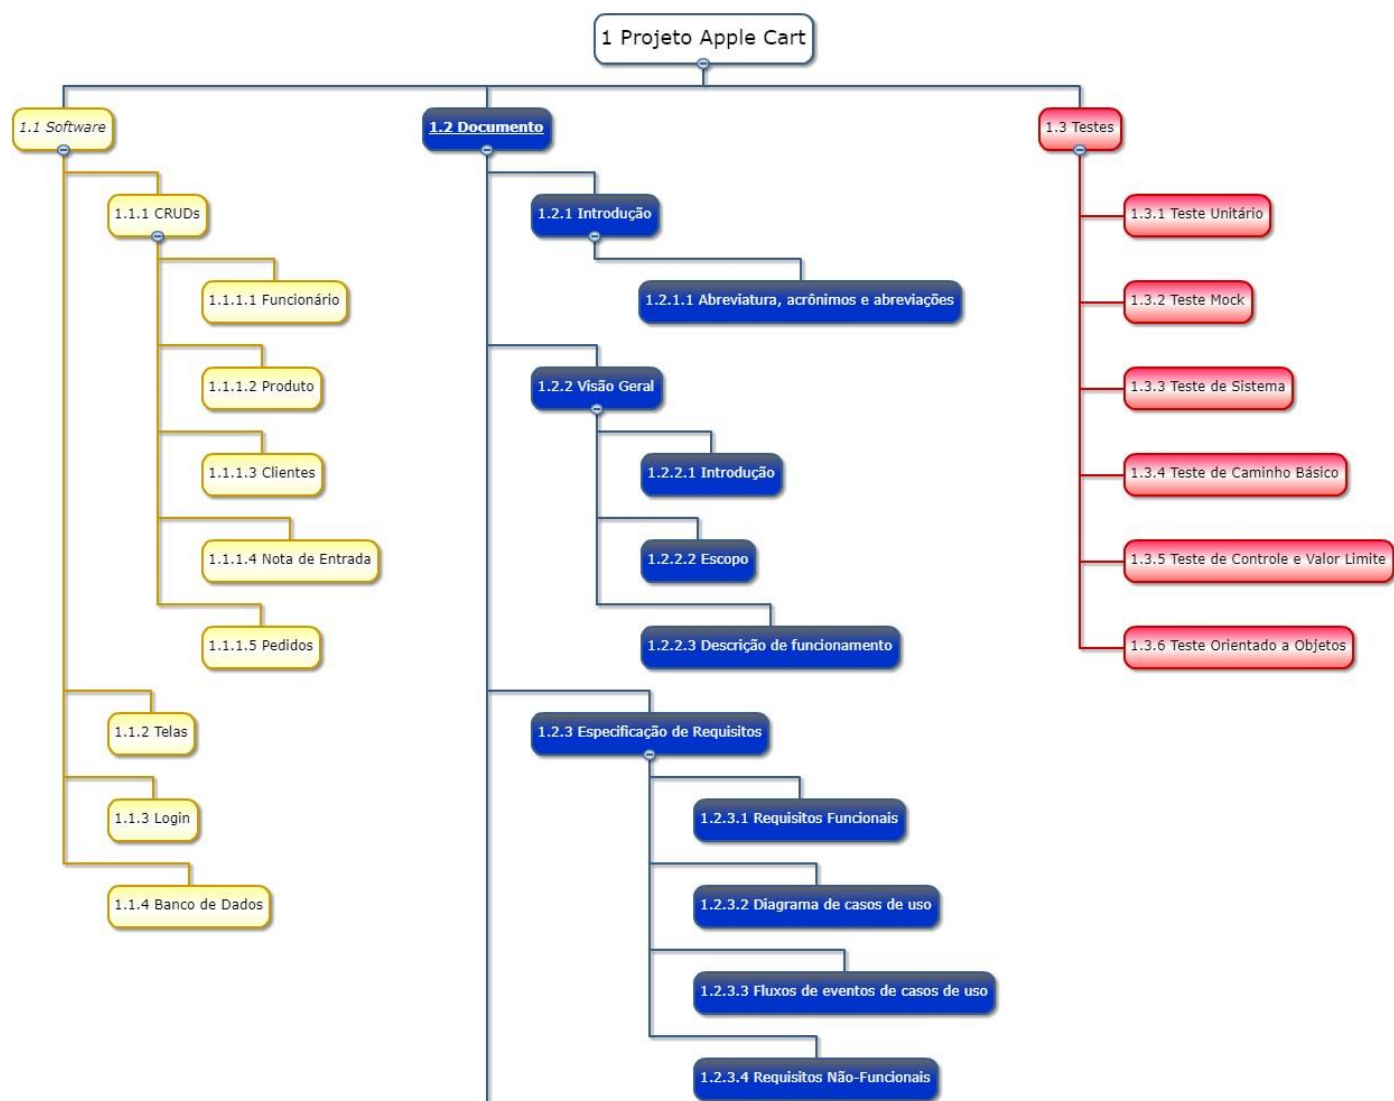 1 Projeto Apple Cart
1.1 Software
1.1.1 CRUDs
1.1.1.1 Funcionário
1.1.1.2 Produto
1.1.1.3 Clientes
1.1.1.4 Nota de Entrada
1.1.1.5 Pedidos
1.1.2 Telas
1.1.3 Login
1.1.4 Banco de Dados
1.2 Documento
1.2.1 Introdução
1.2.1.1 Abreviatura, acrônimos e abreviações
1.2.2 Visão Geral
1.2.2.1 Introdução
1.2.2.2 Escopo
1.2.2.3 Descrição de funcionamento
1.2.3 Especificação de Requisitos
1.2.3.1 Requisitos Funcionais
1.2.3.2 Diagrama de casos de uso
1.2.3.3 Fluxos de eventos de casos de uso
1.2.3.4 Requisitos Não-Funcionais
1.3 Testes
1.3.1 Teste Unitário
1.3.2 Teste Mock
1.3.3 Teste de Sistema
1.3.4 Teste de Caminho Básico
1.3.5 Teste de Controle e Valor Limite
1.3.6 Teste Orientado a Objetos